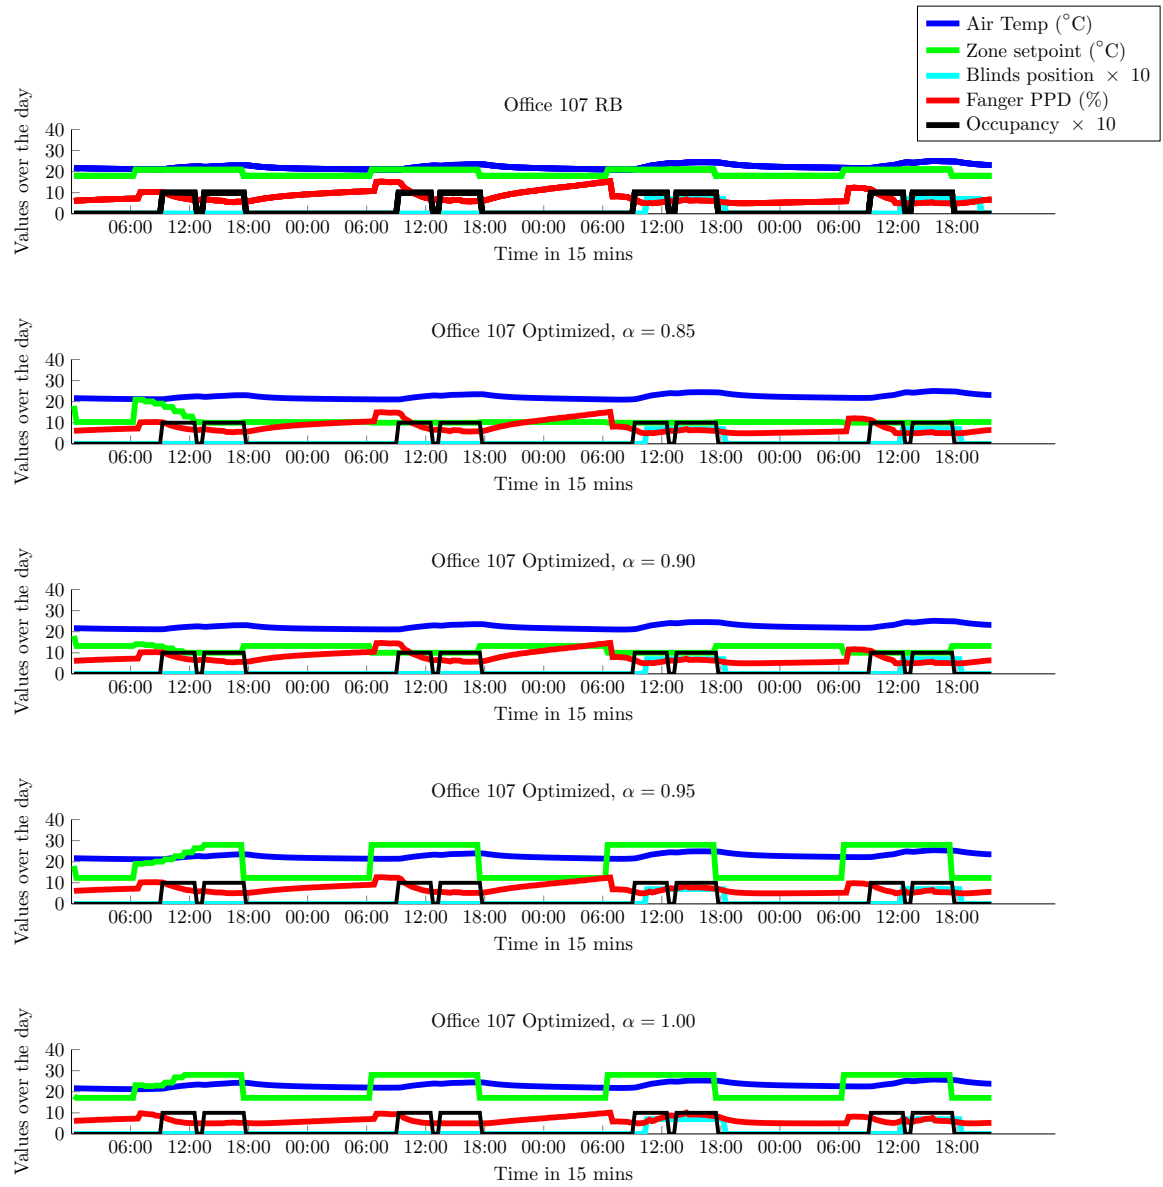 Air Temp (°C)
Zone setpoint (°C)
Blinds position × 10
Fanger PPD (%)
Occupancy × 10
Office 107 RB
Values over the day
40
30
20
10
0
06:00 12:00 18:00 00:00 06:00 12:00 18:00 00:00 06:00 12:00 18:00 00:00 06:00 12:00 18:00
Time in 15 mins
Office 107 Optimized, α = 0.85
Values over the day
40
30
20
10
0
06:00 12:00 18:00 00:00 06:00 12:00 18:00 00:00 06:00 12:00 18:00 00:00 06:00 12:00 18:00
Time in 15 mins
Office 107 Optimized, α = 0.90
Values over the day
40
30
20
10
0
06:00 12:00 18:00 00:00 06:00 12:00 18:00 00:00 06:00 12:00 18:00 00:00 06:00 12:00 18:00
Time in 15 mins
Office 107 Optimized, α = 0.95
Values over the day
40
30
20
10
0
06:00 12:00 18:00 00:00 06:00 12:00 18:00 00:00 06:00 12:00 18:00 00:00 06:00 12:00 18:00
Time in 15 mins
Office 107 Optimized, α = 1.00
Values over the day
40
30
20
10
0
06:00 12:00 18:00 00:00 06:00 12:00 18:00 00:00 06:00 12:00 18:00 00:00 06:00 12:00 18:00
Time in 15 mins